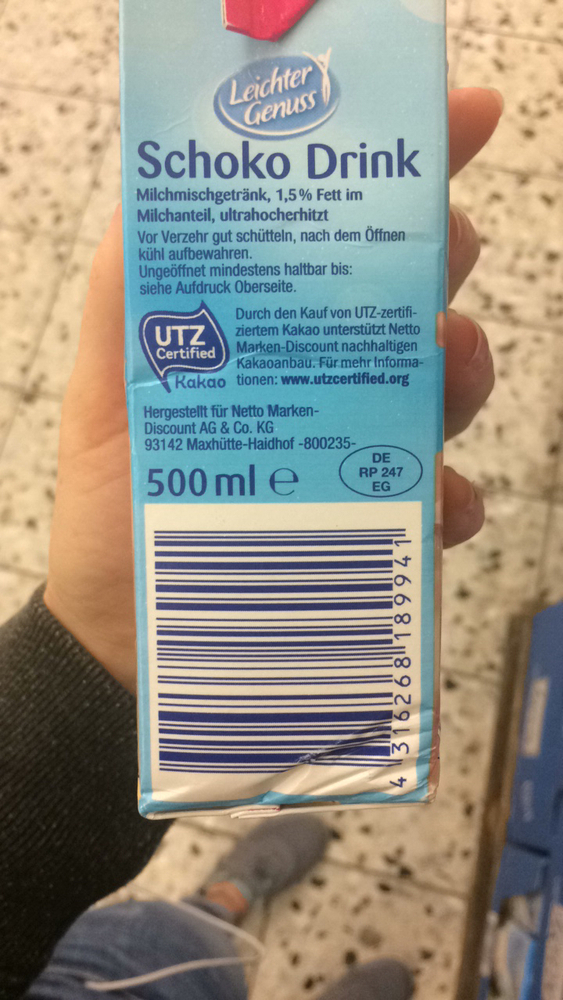 Leichter
Genuss
Schoko Drink
Milchmischgetränk, 1,5% Fett im
Milchanteil, ultrahocherhitzt
Vor Verzehr gut schütteln, nach dem Öffnen
kühl aufbewahren.
Ungeöffnet mindestens haltbar bis:
siehe Aufdruck Oberseite.
UTZ
Certified
Kakao
Durch den Kauf von UTZ-zertifi-
ziertem Kakao unterstützt Netto
Marken-Discount nachhaltigen
Kakaoanbau. Für mehr Informa-
tionen: www.utzcertified.org
Hergestellt für Netto Marken-
Discount AG & Co. KG
93142 Maxhütte-Haidhof -800235-
500 ml e
DE
RP 247
EG
4 316268 189941